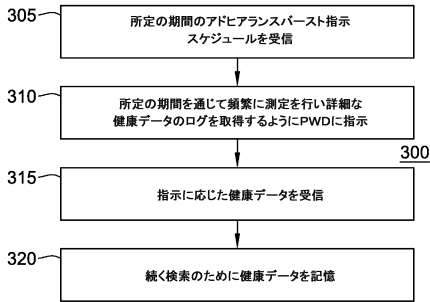 305
所定の期間のアドヒアランスバースト指示
スケジュールを受信
310
所定の期間を通じて頻繁に測定を行い詳細な
健康データのログを取得するようにPWDに指示
300
315
指示に応じた健康データを受信
320
続く検索のために健康データを記憶